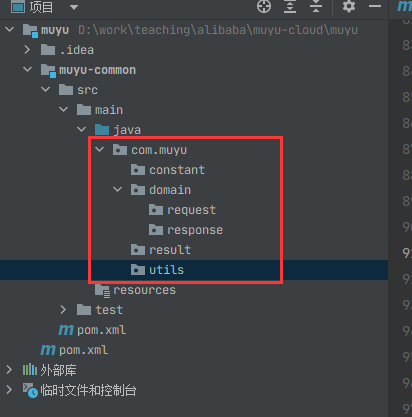 项目
muyu D:\work\teaching\alibaba\muyu-cloud\muyu
.idea
muyu-common
src
main
java
com.muyu
constant
domain
request
response
result
utils
resources
test
pom.xml
pom.xml
外部库
临时文件和控制台